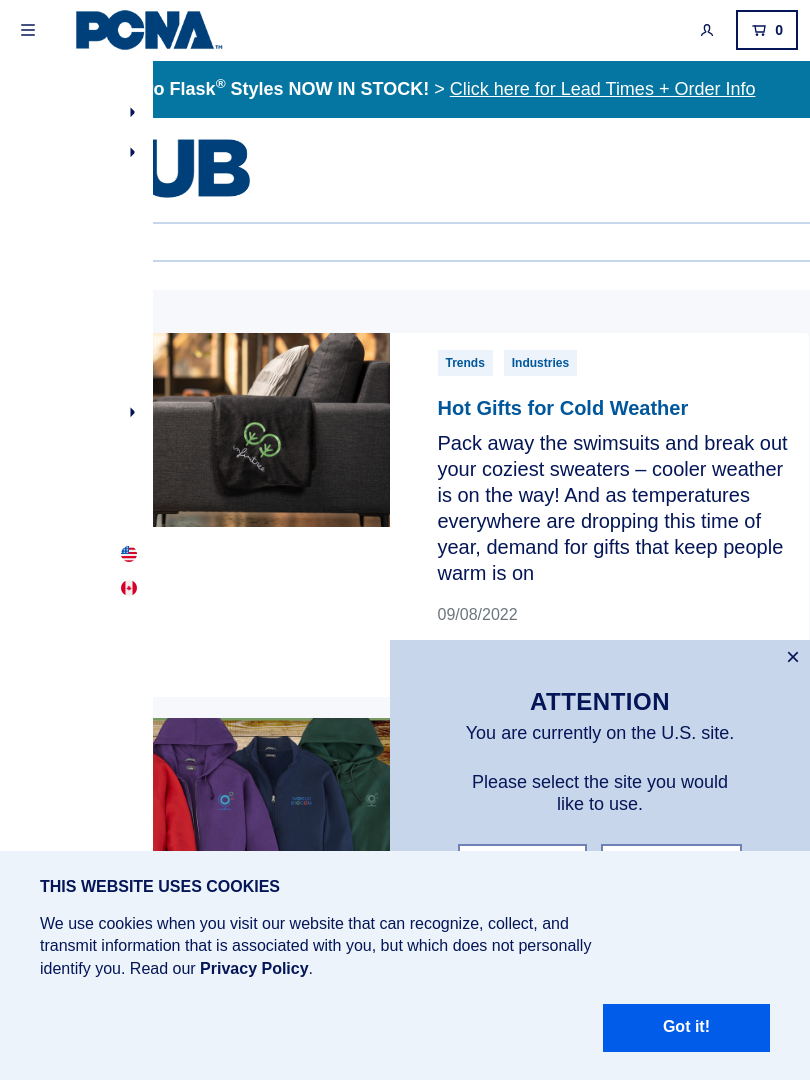 PCNA™
0
o Flask® Styles NOW IN STOCK! > Click here for Lead Times + Order Info
UB
Trends Industries
Hot Gifts for Cold Weather
Pack away the swimsuits and break out
your coziest sweaters – cooler weather
is on the way! And as temperatures
everywhere are dropping this time of
year, demand for gifts that keep people
warm is on
09/08/2022
infinitree
ATTENTION
You are currently on the U.S. site.
Please select the site you would
like to use.
THIS WEBSITE USES COOKIES
We use cookies when you visit our website that can recognize, collect, and
transmit information that is associated with you, but which does not personally
identify you. Read our Privacy Policy.
Got it!